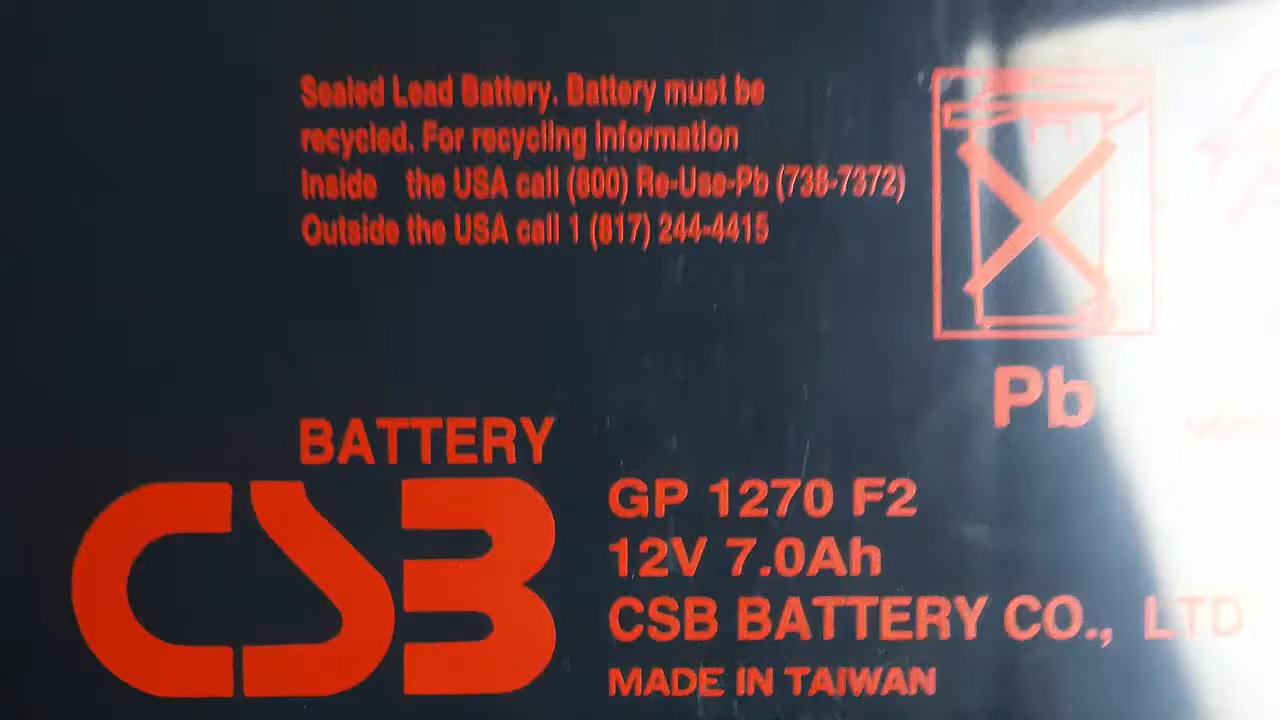 Sealed Lead Battery. Battery must be
recycled. For recycling information
Inside the USA call (800) Re-Use-Pb (738-7372)
Outside the USA call 1 (817) 244-4415
Pb
BATTERY
CSB
GP 1270 F2
12V 7.0Ah
CSB BATTERY CO., LTD.
MADE IN TAIWAN